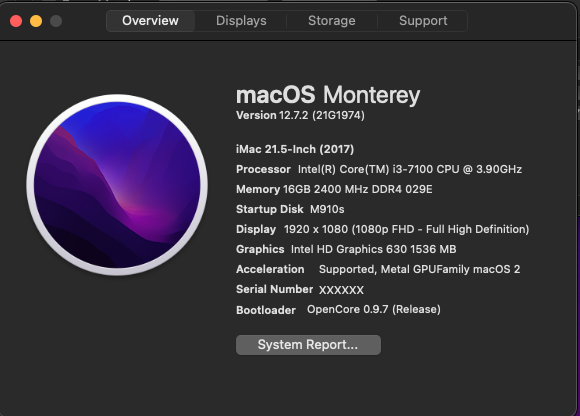 Overview Displays Storage Support
macOS Monterey
Version 12.7.2 (21G1974)
iMac 21.5-Inch (2017)
Processor Intel(R) Core(TM) i3-7100 CPU @ 3.90GHz
Memory 16GB 2400 MHz DDR4 029E
Startup Disk M910s
Display 1920 x 1080 (1080p FHD - Full High Definition)
Graphics Intel HD Graphics 630 1536 MB
Acceleration Supported, Metal GPUFamily macOS 2
Serial Number XXXXXX
Bootloader OpenCore 0.9.7 (Release)
System Report...